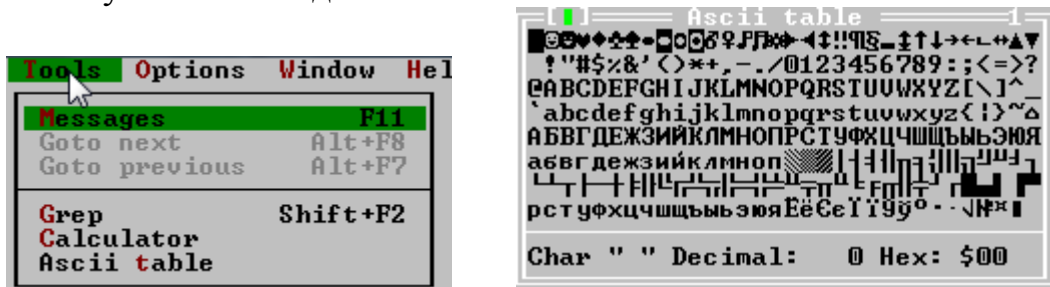 Tools Options Window Hel
Messages F11
Goto next Alt+F8
Goto previous Alt+F7
Grep Shift+F2
Calculator
Ascii table
Ascii table 1
☺☻♥♦♣♠•◘○◙♂♀♪♫☼►◄↕‼¶§▬↨↑↓→←∟↔▲▼
!"#$%&'()*+,-./0123456789:;<=>?
@ABCDEFGHIJKLMNOPQRSTUVWXYZ[\]^_
`abcdefghijklmnopqrstuvwxyz{|}~⌂
АБВГДЕЖЗИЙКЛМНОПРСТУФХЦЧШЩЪЫЬЭЮЯ
абвгдежзийклмноп░▒▓│┤╡╢╖╕╣║╗╝╜╛┐
└┴┬├─┼╞╟╚╔╩╦╠═╬╧╨╤╥╙╘╒╓╫╪┘┌█▄▌▐▀
рстуфхцчшщъыьэюяЁёЄєЇїЎў°∙·√№¤■
Char " " Decimal: 0 Hex: $00